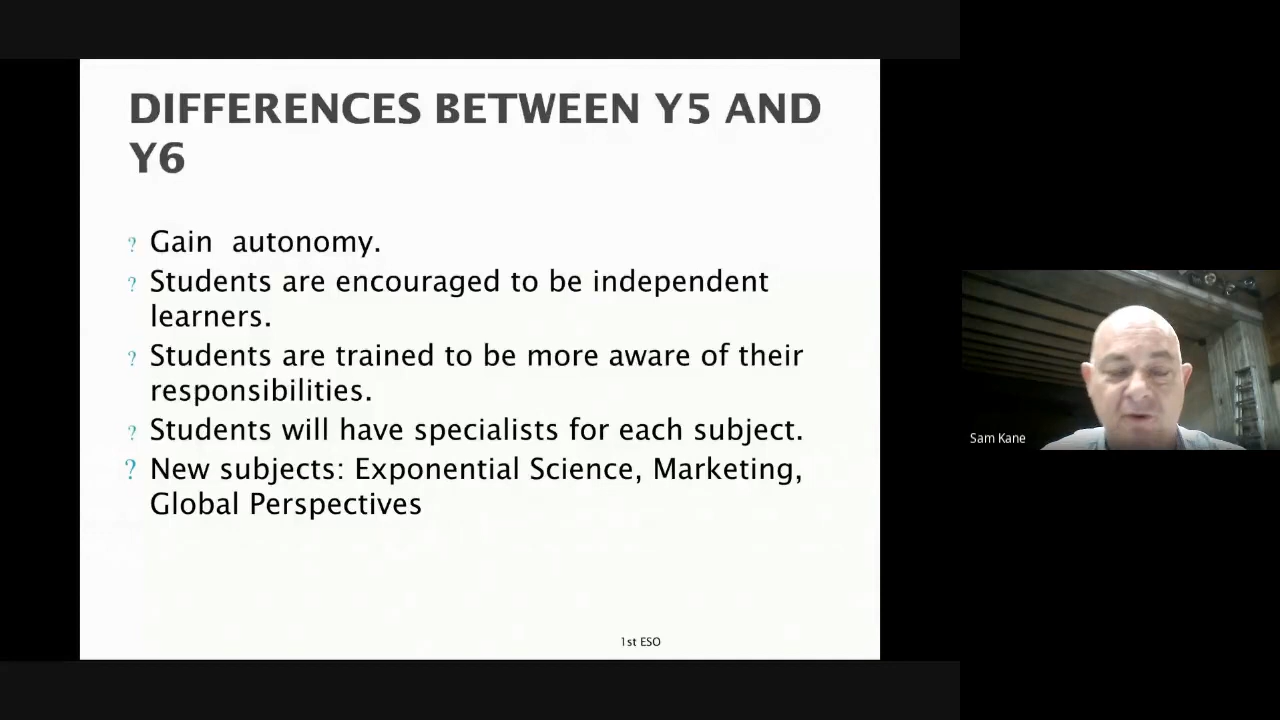 DIFFERENCES BETWEEN Y5 AND
Y6
? Gain  autonomy.
? Students are encouraged to be independent
learners.
? Students are trained to be more aware of their
responsibilities.
? Students will have specialists for each subject.
? New subjects: Exponential Science, Marketing,
Global Perspectives
1st ESO
Sam Kane